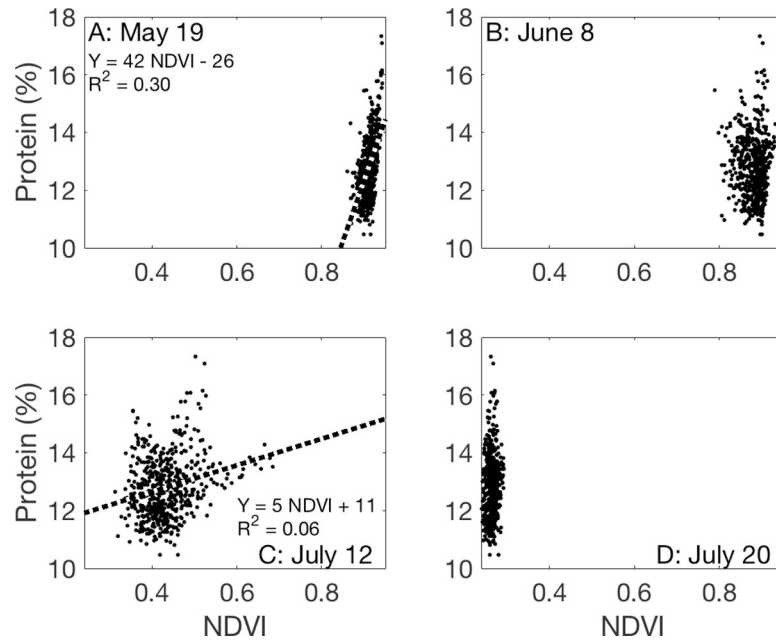 18
16
14
12
10
Protein (%)
A: May 19
Y = 42 NDVI - 26
R² = 0.30
0.4 0.6 0.8
18
16
14
12
10
B: June 8
0.4 0.6 0.8
18
16
14
12
10
Protein (%)
Y = 5 NDVI + 11
R² = 0.06
C: July 12
0.4 0.6 0.8
NDVI
18
16
14
12
10
D: July 20
0.4 0.6 0.8
NDVI